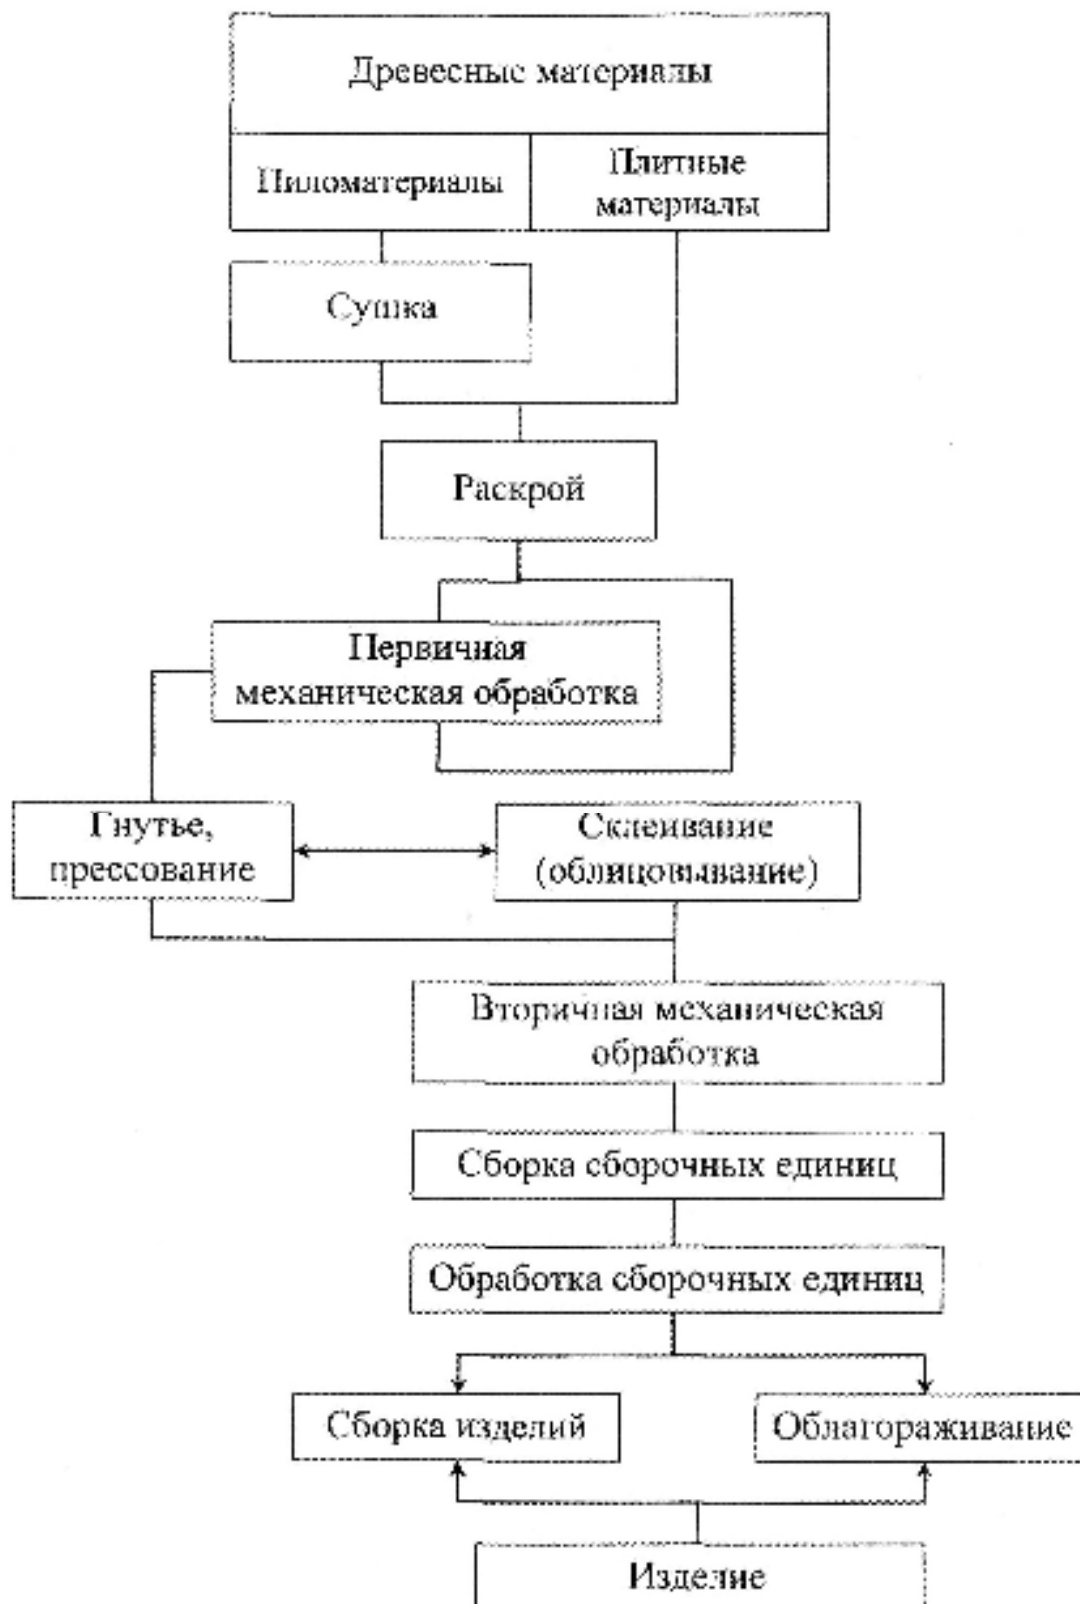 Древесные материалы
Пиломатериалы
Плитные
материалы
Сушка
Раскрой
Первичная
механическая обработка
Гнутье,
прессование
Склеивание
(облицовывание)
Вторичная механическая
обработка
Сборка сборочных единиц
Обработка сборочных единиц
Сборка изделий
Облагораживание
Изделие